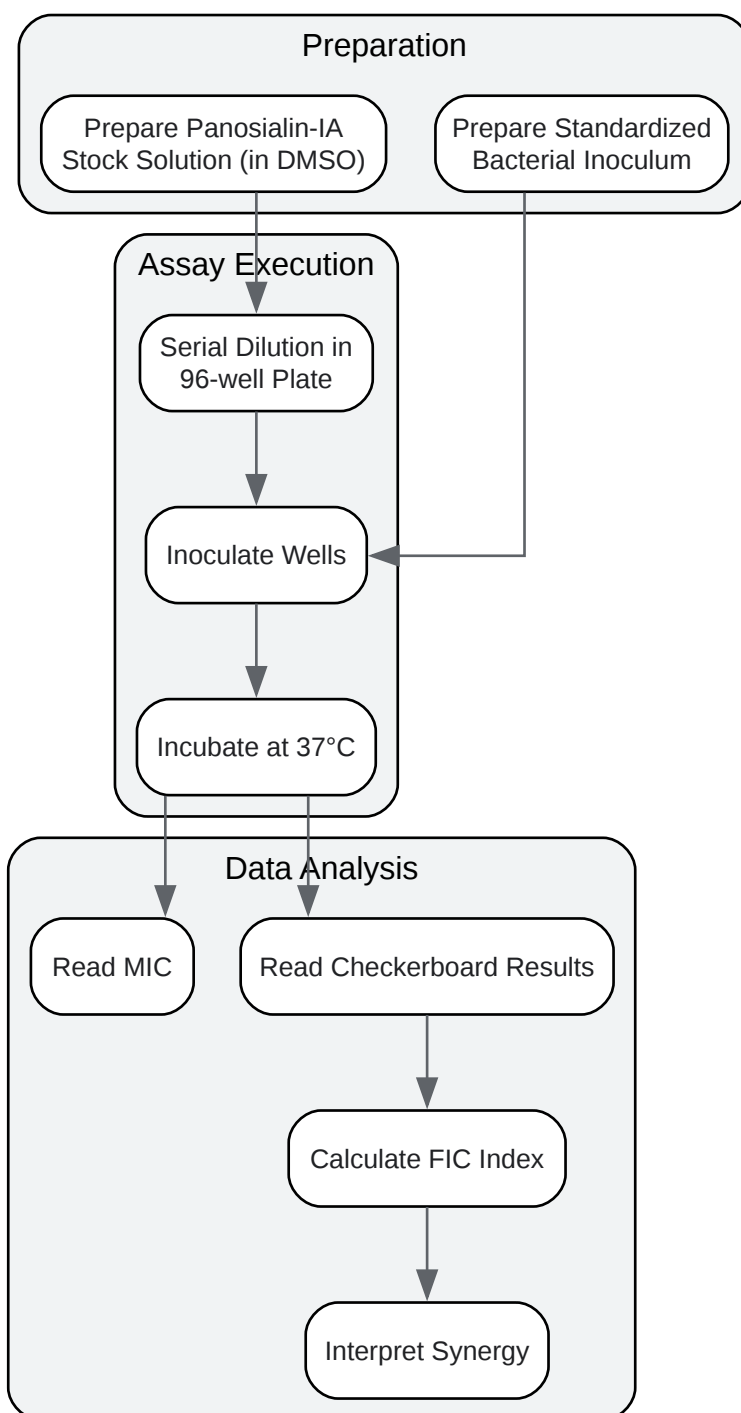 Preparation
Prepare Panosialin-IA
Stock Solution (in DMSO)
Prepare Standardized
Bacterial Inoculum
Assay Execution
Serial Dilution in
96-well Plate
Inoculate Wells
Incubate at 37°C
Data Analysis
Read MIC
Read Checkerboard Results
Calculate FIC Index
Interpret Synergy